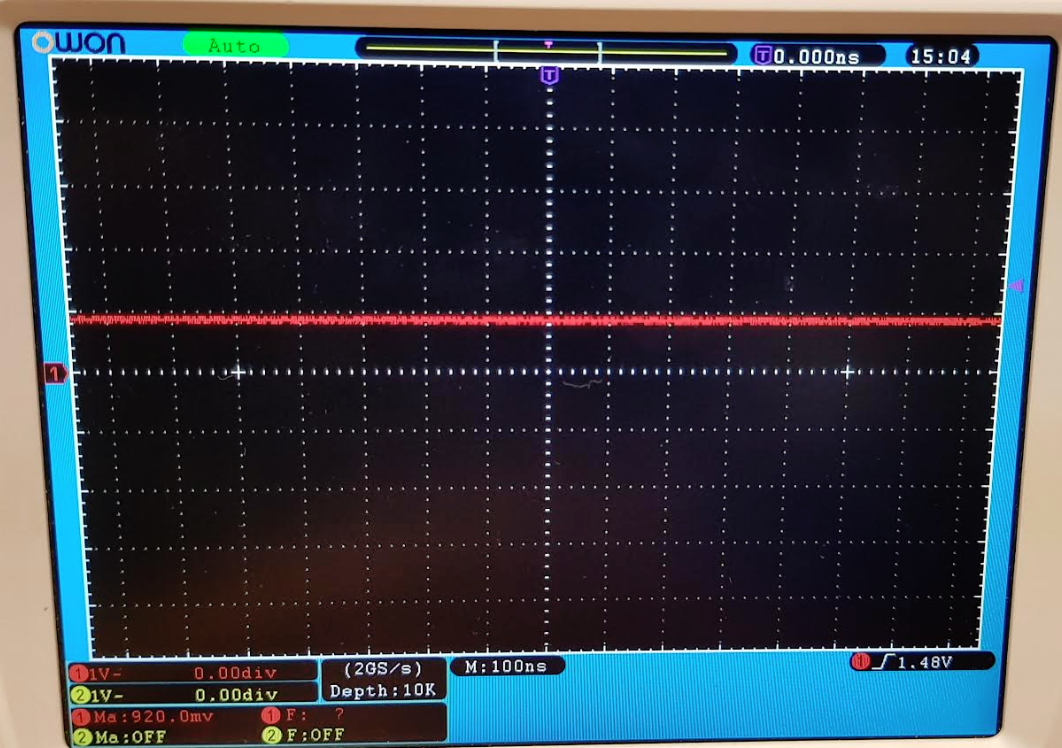 OWON Auto T T 0.000ns 15:04
T
1
1 1V- 0.00div (2GS/s) M:100ns 1 1.48V
2 1V- 0.00div Depth:10K
1 Ma:920.0mv 1 F: ?
2 Ma:OFF 2 F:OFF